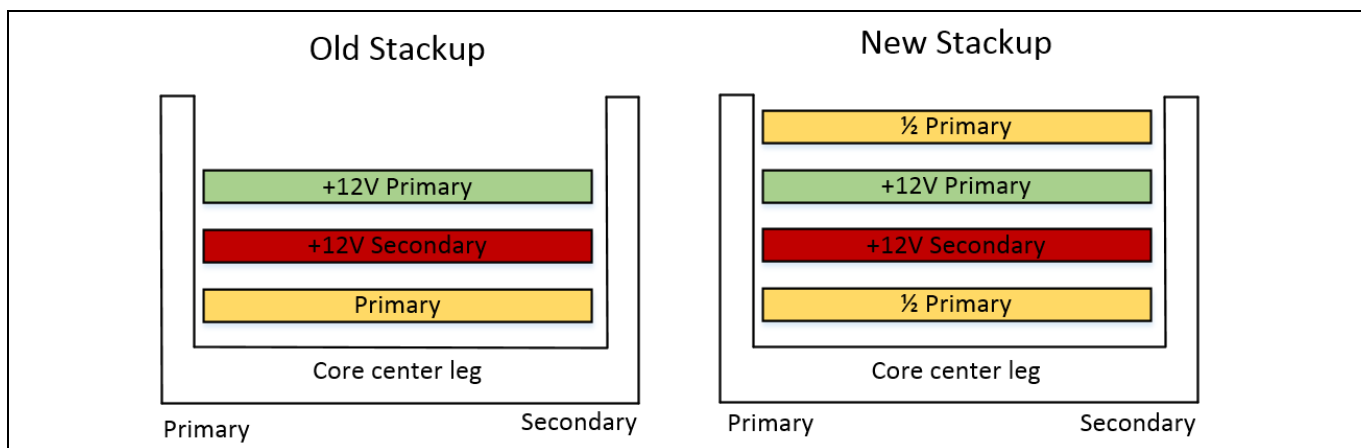 Old Stackup
+12V Primary
+12V Secondary
Primary
Core center leg
Primary
Secondary
New Stackup
½ Primary
+12V Primary
+12V Secondary
½ Primary
Core center leg
Primary
Secondary